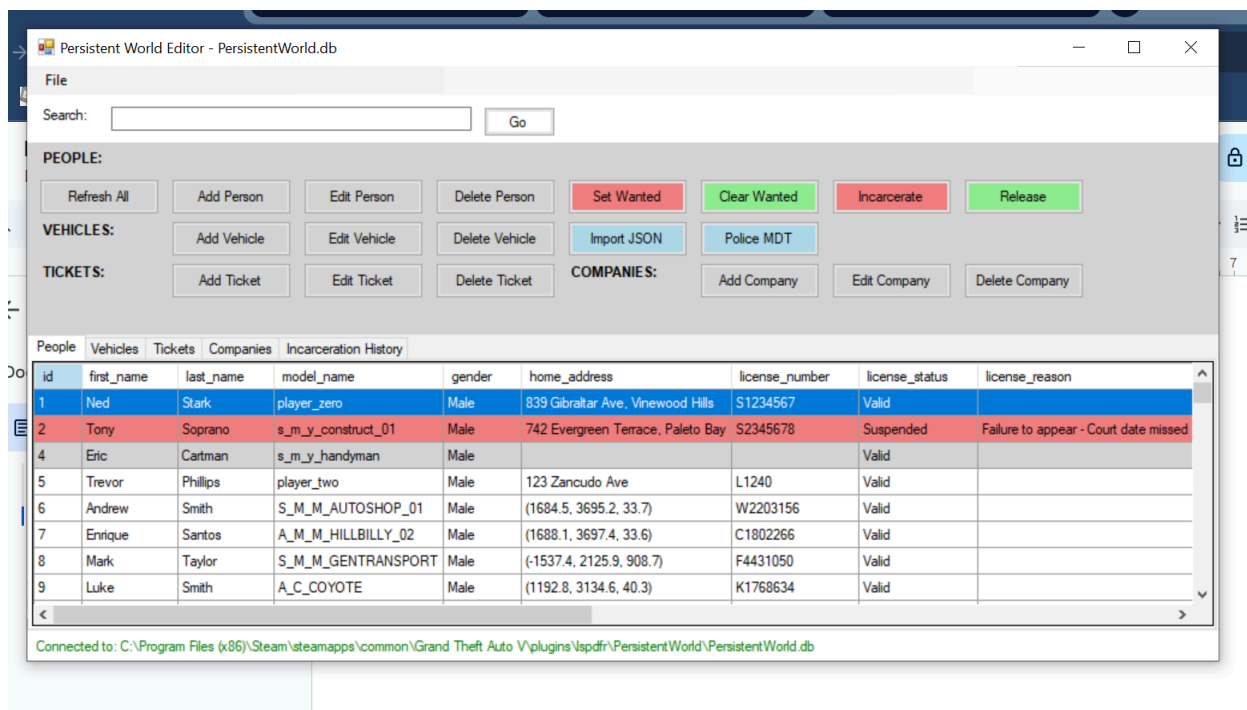 Persistent World Editor - PersistentWorld.db
File
Search:
Go
PEOPLE:
Refresh All Add Person Edit Person Delete Person Set Wanted Clear Wanted Incarcerate Release
VEHICLES:
Add Vehicle Edit Vehicle Delete Vehicle Import JSON Police MDT
TICKETS:
Add Ticket Edit Ticket Delete Ticket COMPANIES: Add Company Edit Company Delete Company
7
People Vehicles Tickets Companies Incarceration History
id first_name last_name model_name gender home_address license_number license_status license_reason
1 Ned Stark player_zero Male 839 Gibraltar Ave, Vinewood Hills S1234567 Valid
2 Tony Soprano s_m_y_construct_01 Male 742 Evergreen Terrace, Paleto Bay S2345678 Suspended Failure to appear - Court date missed
4 Eric Cartman s_m_y_handyman Male Valid
5 Trevor Phillips player_two Male 123 Zancudo Ave L1240 Valid
6 Andrew Smith S_M_M_AUTOSHOP_01 Male (1684.5, 3695.2, 33.7) W2203156 Valid
7 Enrique Santos A_M_M_HILLBILLY_02 Male (1688.1, 3697.4, 33.6) C1802266 Valid
8 Mark Taylor S_M_M_GENTRANSPORT Male (-1537.4, 2125.9, 908.7) F4431050 Valid
9 Luke Smith A_C_COYOTE Male (1192.8, 3134.6, 40.3) K1768634 Valid
Connected to: C:\Program Files (x86)\Steam\steamapps\common\Grand Theft Auto V\plugins\lspdfr\PersistentWorld\PersistentWorld.db